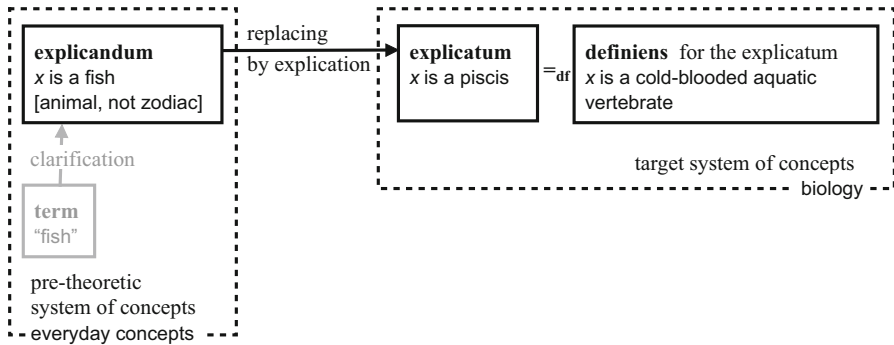 explicandum
x is a fish
[animal, not zodiac]
clarification
term
“fish”
pre-theoretic
system of concepts
everyday concepts
replacing
by explication
explicatum
x is a piscis
=df
definiens for the explicatum
x is a cold-blooded aquatic
vertebrate
target system of concepts
biology